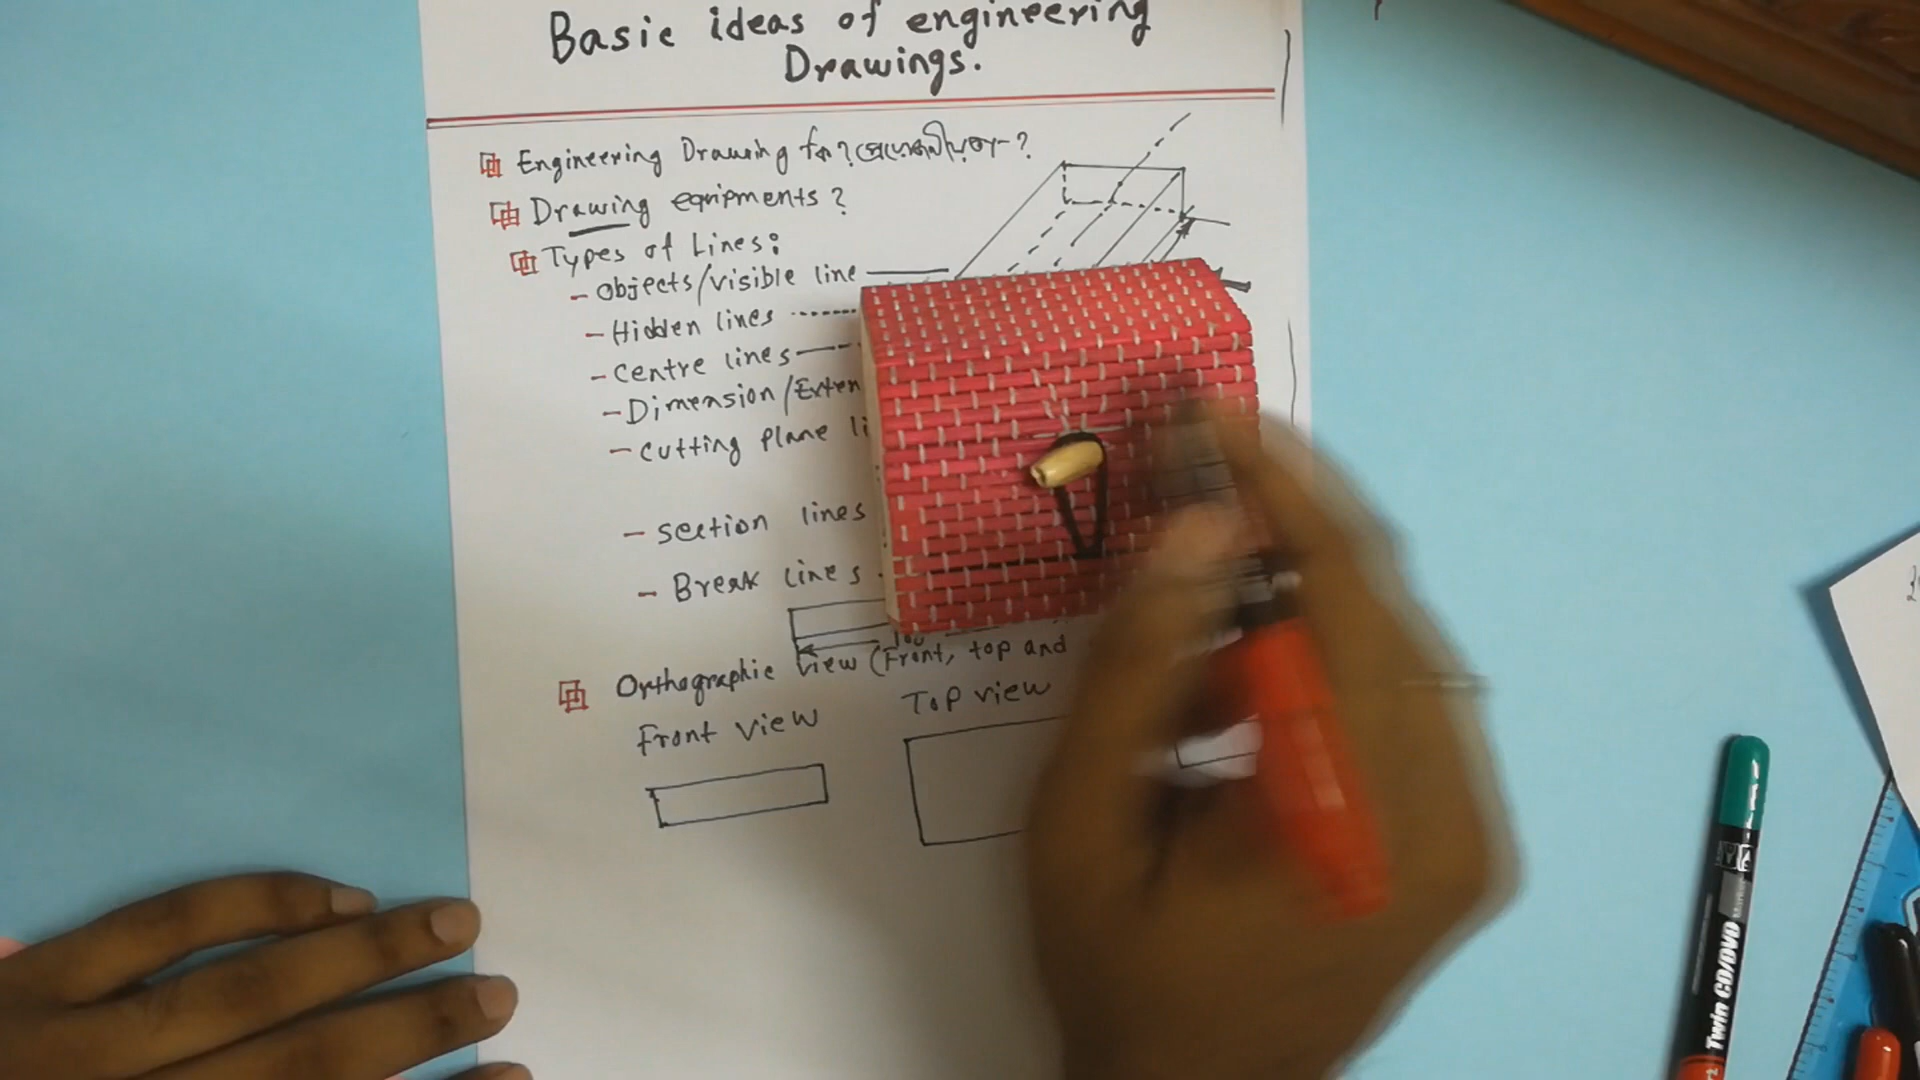 Basic ideas of engineering
Drawings.
Engineering Drawing কি?
Drawing equipments?
Types of Lines:
- objects/visible line
- Hidden lines
- Centre lines
- Dimension/Exten
- Cutting plane li
- section lines
- Break lines
100
Orthographic view (Front, top and
Front view
Top view
Twin CD/DVD